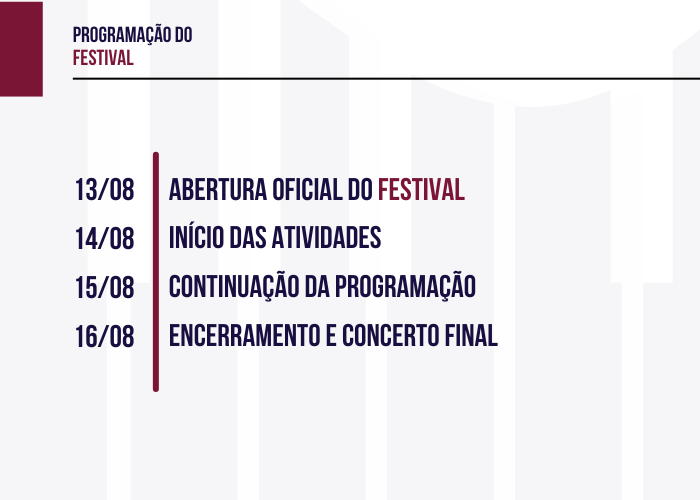 PROGRAMAÇÃO DO
FESTIVAL
13/08 ABERTURA OFICIAL DO FESTIVAL
14/08 INÍCIO DAS ATIVIDADES
15/08 CONTINUAÇÃO DA PROGRAMAÇÃO
16/08 ENCERRAMENTO E CONCERTO FINAL